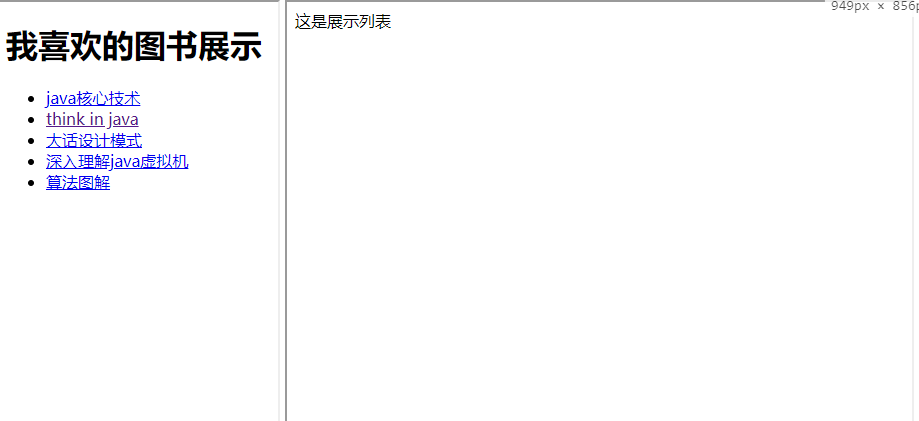 我喜欢的图书展示
java核心技术
think in java
大话设计模式
深入理解java虚拟机
算法图解
这是展示列表
949px × 856p